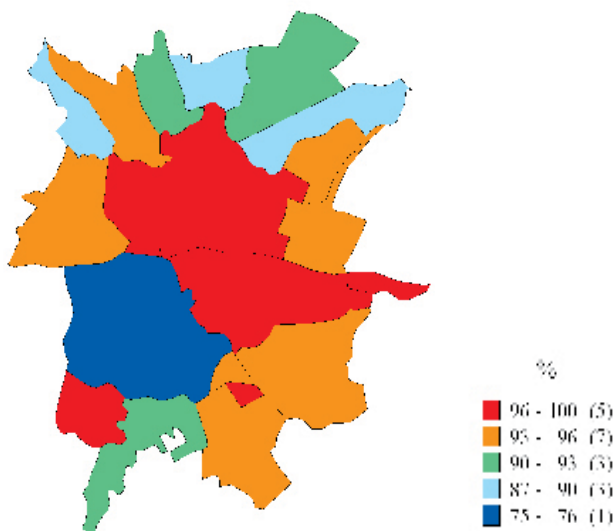 %
96 - 100 (5)
93 - 96 (7)
90 - 93 (3)
87 - 90 (3)
75 - 76 (1)